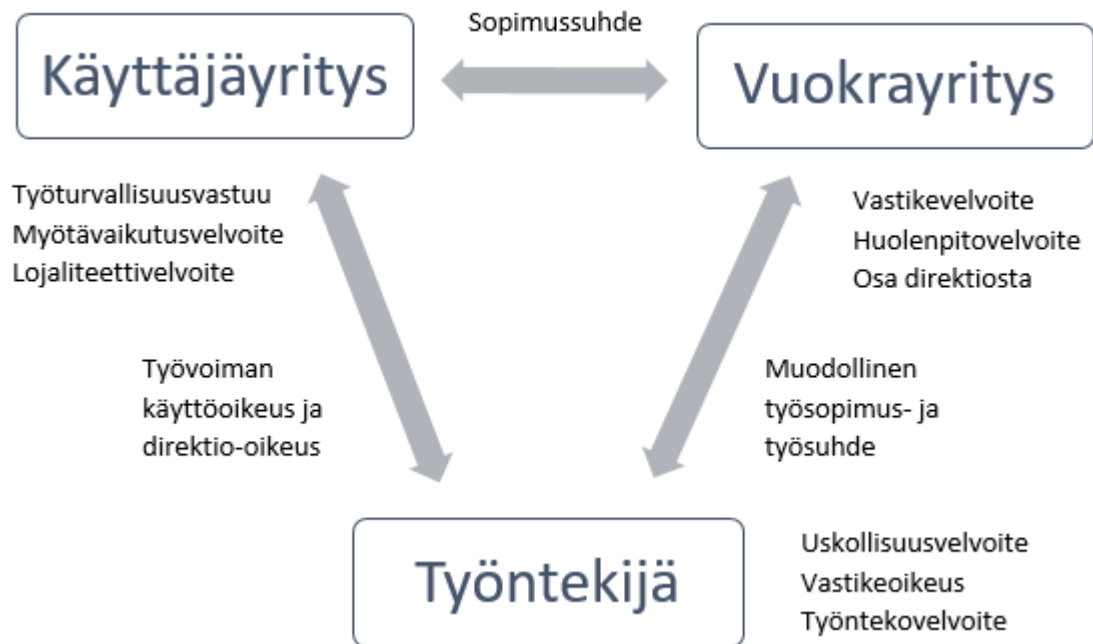 Sopimussuhde
Käyttäjäyritys
Vuokrayritys
Työturvallisuusvastuu
Myötävaikutusvelvoite
Lojaliteettivelvoite
Vastikevelvoite
Huolenpitovelvoite
Osa direktiosta
Työvoiman
käyttöoikeus ja
direktio-oikeus
Muodollinen
työsopimus- ja
työsuhde
Työntekijä
Uskollisuusvelvoite
Vastikeoikeus
Työntekovelvoite